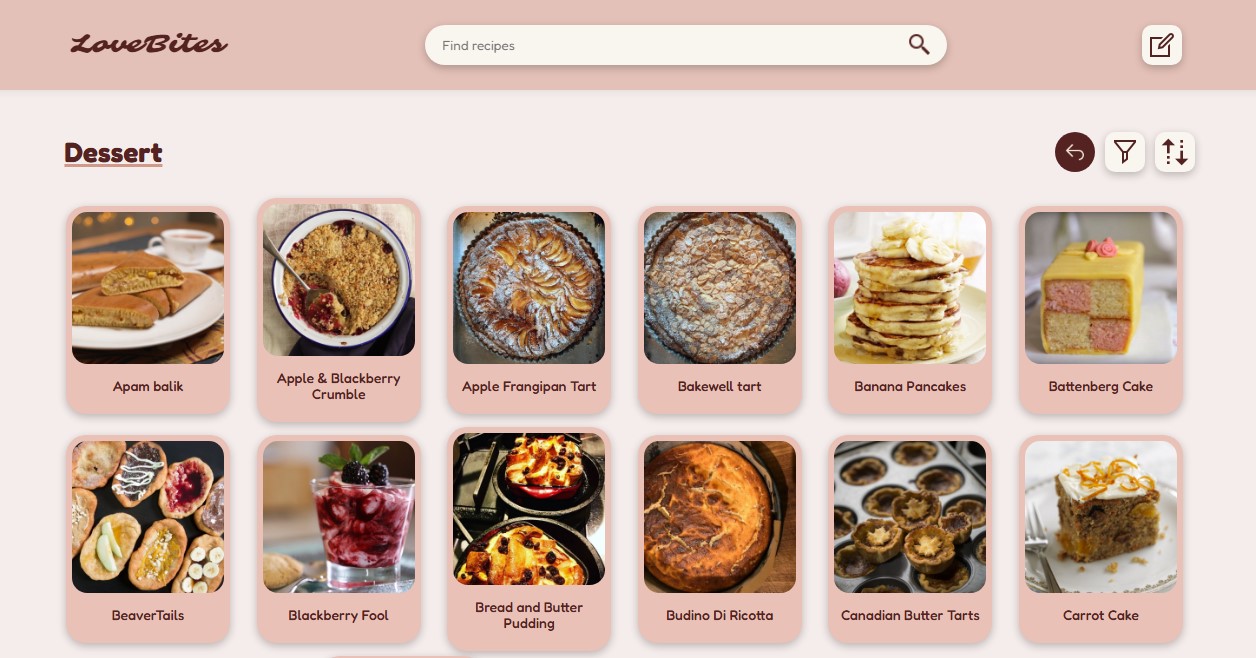 LoveBites
Find recipes
Dessert
Apam balik
Apple & Blackberry
Crumble
Apple Frangipan Tart
Bakewell tart
Banana Pancakes
Battenberg Cake
BeaverTails
Blackberry Fool
Bread and Butter
Pudding
Budino Di Ricotta
Canadian Butter Tarts
Carrot Cake